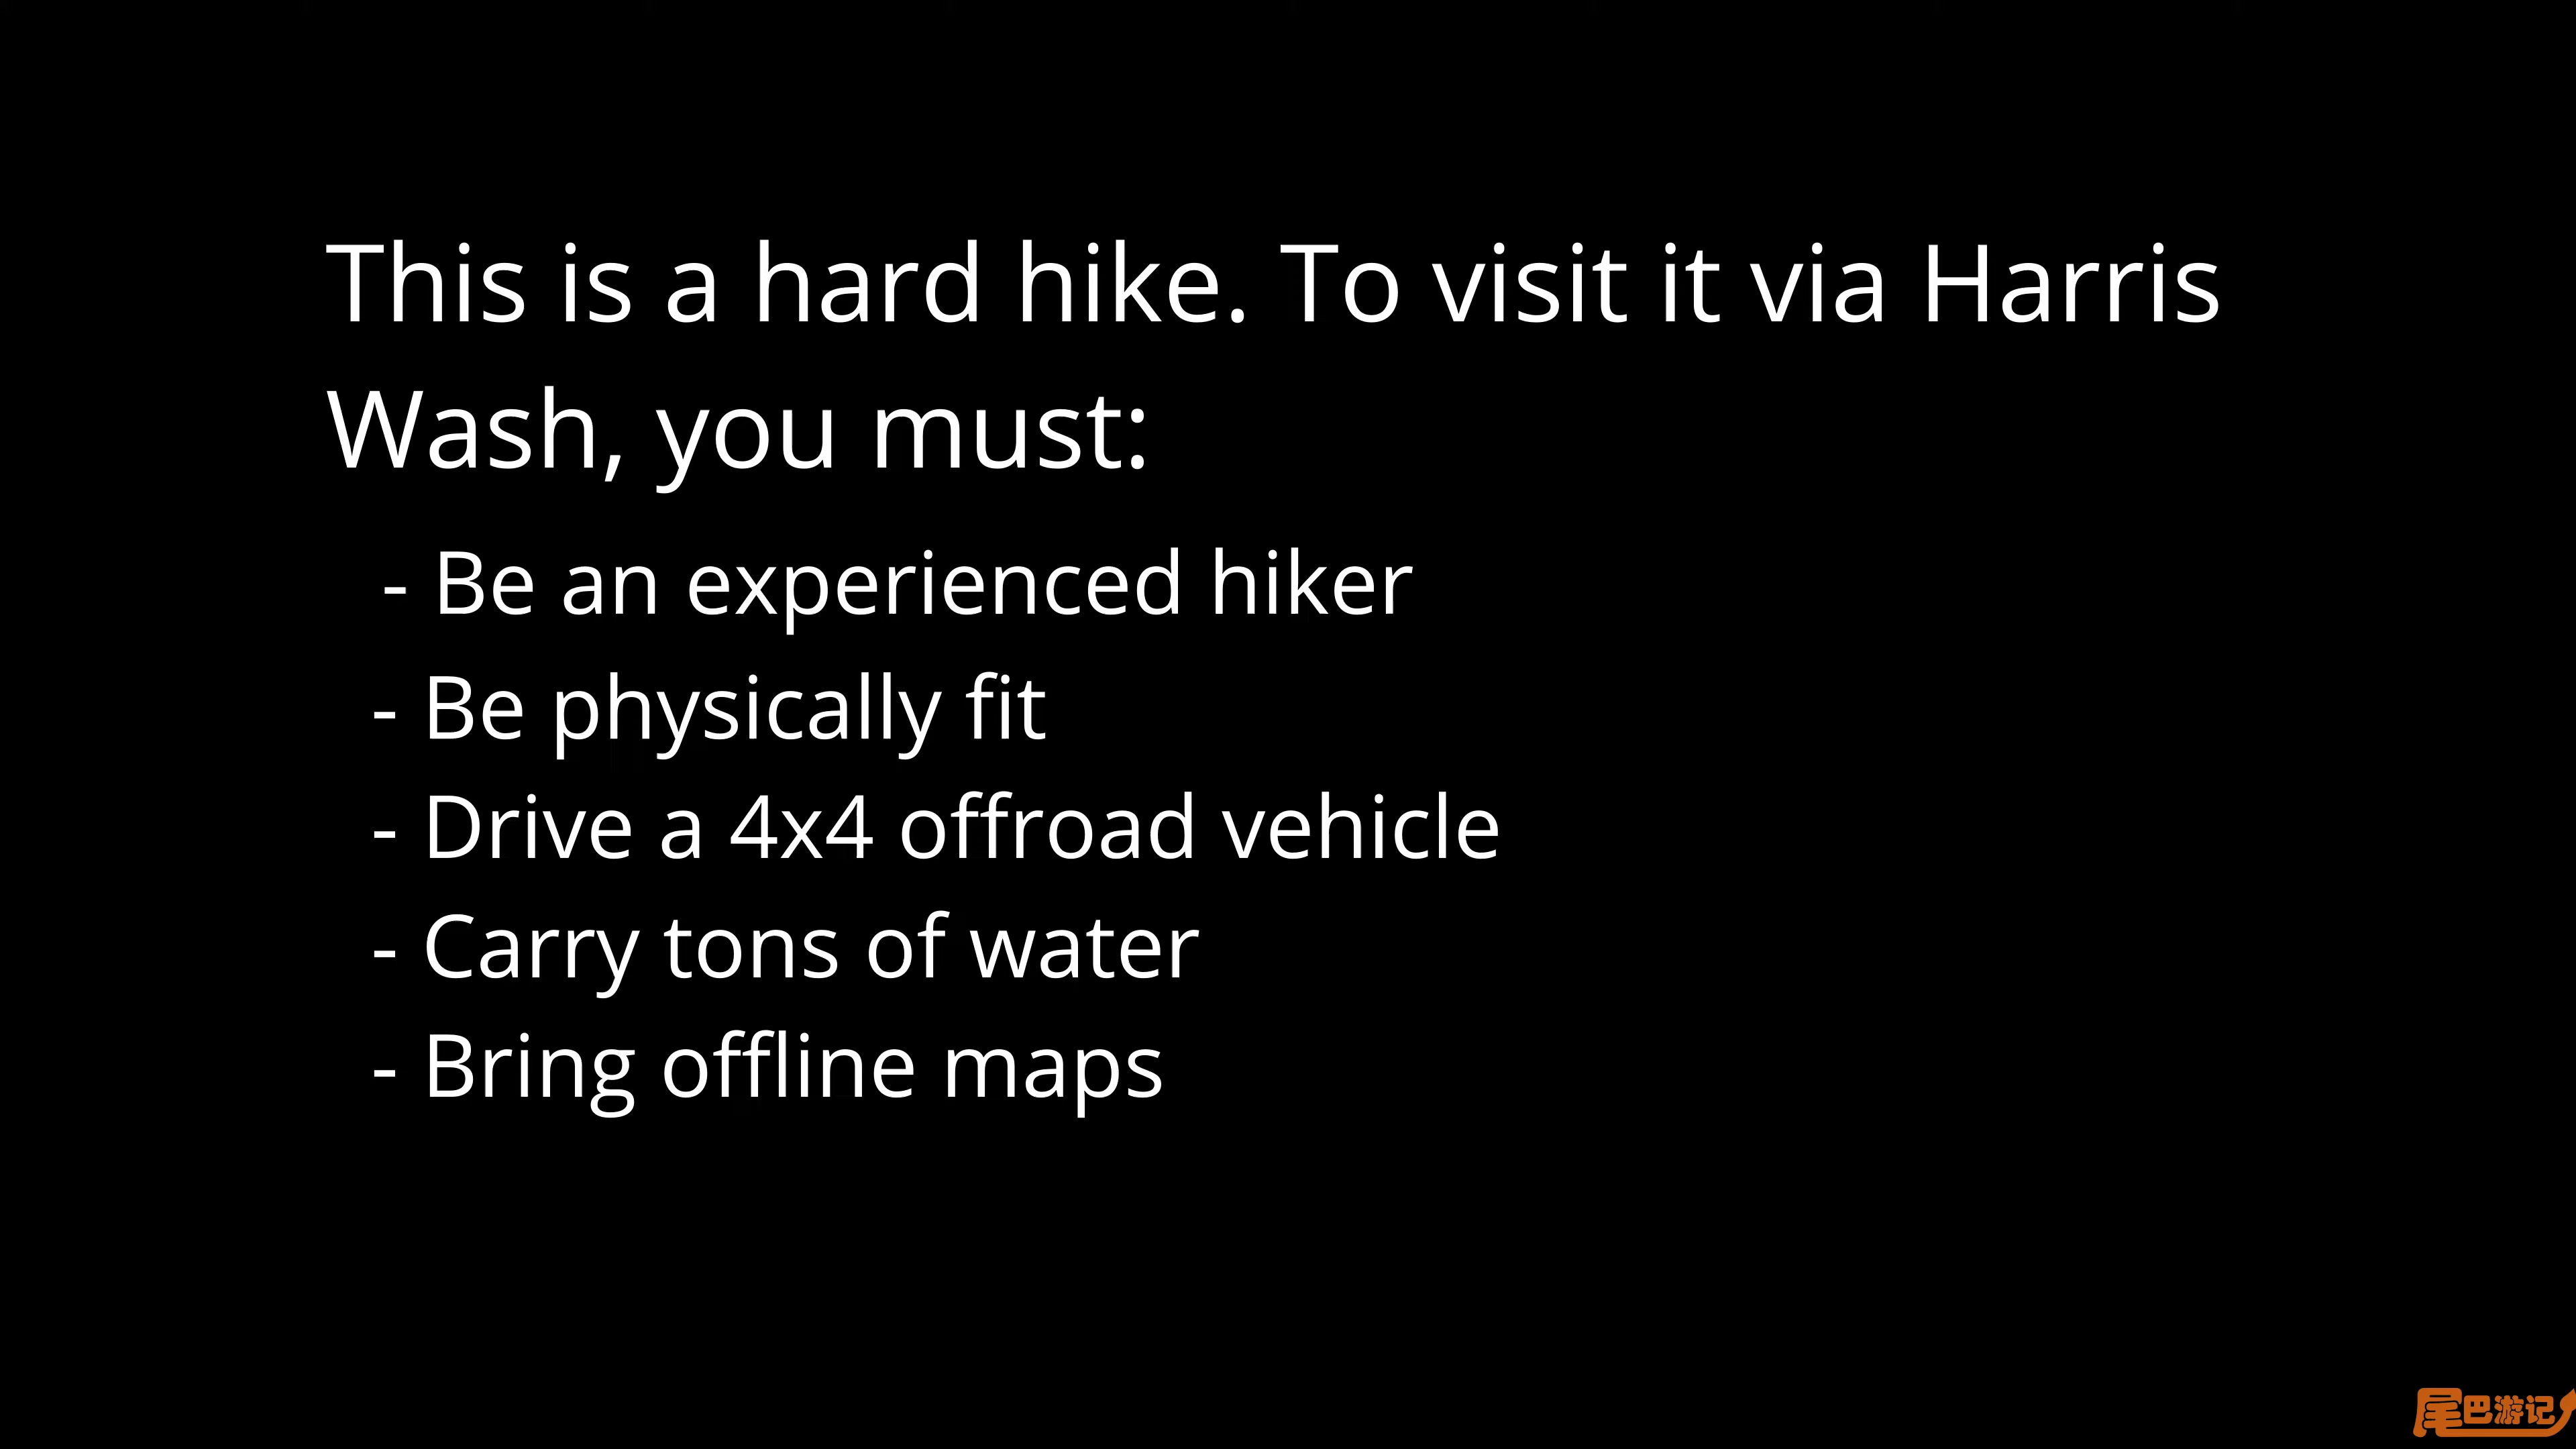 This is a hard hike. To visit it via Harris
Wash, you must:
- Be an experienced hiker
- Be physically fit
- Drive a 4x4 offroad vehicle
- Carry tons of water
- Bring offline maps
尾巴游记